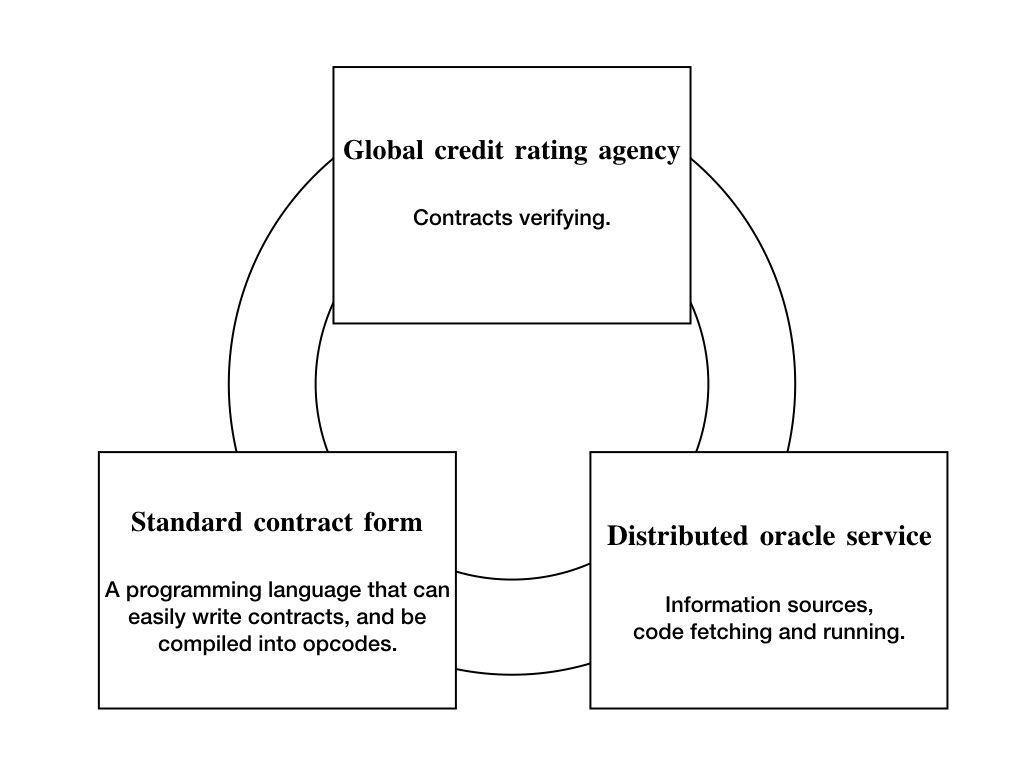 Global credit rating agency
Contracts verifying.
Standard contract form
A programming language that can
easily write contracts, and be
compiled into opcodes.
Distributed oracle service
Information sources,
code fetching and running.